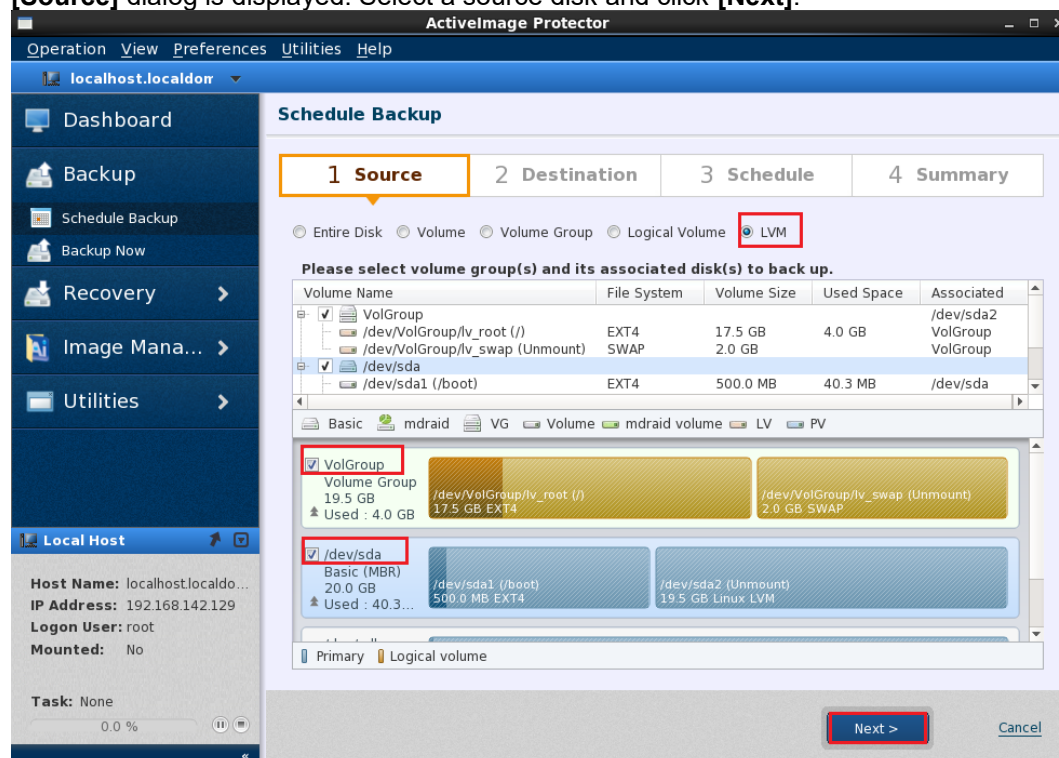 [Source] dialog is displayed. Select a source disk and click [Next].
ActiveImage Protector
Operation View Preferences Utilities Help
localhost.localdom
Dashboard
Backup
Schedule Backup
Backup Now
Recovery
Image Mana...
Utilities
Schedule Backup
1 Source 2 Destination 3 Schedule 4 Summary
Entire Disk Volume Volume Group Logical Volume LVM
Please select volume group(s) and its associated disk(s) to back up.
Volume Name File System Volume Size Used Space Associated
VolGroup /dev/sda2
/dev/VolGroup/lv_root (/) EXT4 17.5 GB 4.0 GB VolGroup
/dev/VolGroup/lv_swap (Unmount) SWAP 2.0 GB VolGroup
/dev/sda
/dev/sda1 (/boot) EXT4 500.0 MB 40.3 MB /dev/sda
Basic mdraid VG Volume mdraid volume LV PV
VolGroup
Volume Group
19.5 GB
Used : 4.0 GB
/dev/VolGroup/lv_root (/)
17.5 GB EXT4
/dev/VolGroup/lv_swap (Unmount)
2.0 GB SWAP
/dev/sda
Basic (MBR)
20.0 GB
Used : 40.3...
/dev/sda1 (/boot)
500.0 MB EXT4
/dev/sda2 (Unmount)
19.5 GB Linux LVM
Primary Logical volume
Local Host
Host Name: localhost.localdo...
IP Address: 192.168.142.129
Logon User: root
Mounted: No
Task: None
0.0 %
Next >
Cancel